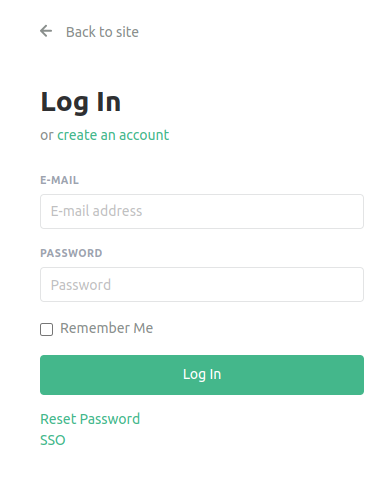 Back to site
Log In
or create an account
E-MAIL
E-mail address
PASSWORD
Password
Remember Me
Log In
Reset Password
SSO